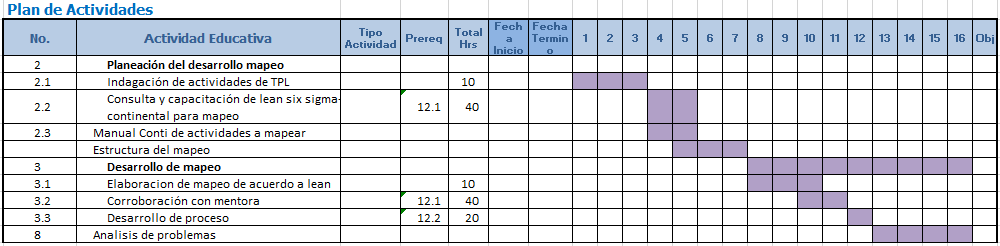 Plan de Actividades
No. Actividad Educativa Tipo Actividad Prereq Total Hrs Fech a Inicio Fecha Termin o 1 2 3 4 5 6 7 8 9 10 11 12 13 14 15 16 Obj
2 Planeación del desarrollo mapeo
2.1 Indagación de actividades de TPL 10
2.2 Consulta y capacitación de lean six sigma- continental para mapeo 12.1 40
2.3 Manual Conti de actividades a mapear
Estructura del mapeo
3 Desarrollo de mapeo
3.1 Elaboracion de mapeo de acuerdo a lean 10
3.2 Corroboración con mentora 12.1 40
3.3 Desarrollo de proceso 12.2 20
8 Analisis de problemas